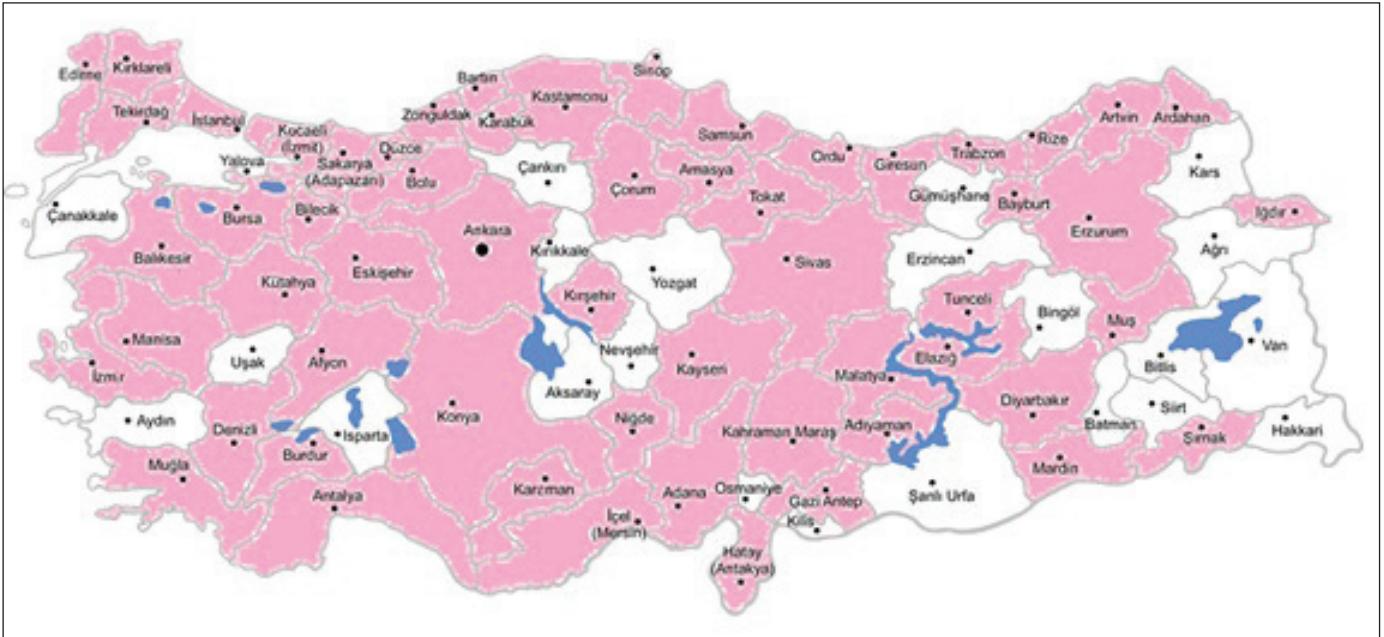 Edirne
Kırklareli
Tekirdağ
İstanbul
Kocaeli
(İzmit)
Sakarya
(Adapazarı)
Yalova
Düzce
Bolu
Zonguldak
Bartın
Karabük
Kastamonu
Sinop
Çankırı
Samsun
Amasya
Çorum
Tokat
Ordu
Giresun
Trabzon
Gümüşhane
Bayburt
Rize
Artvin
Ardahan
Kars
Iğdır
Ağrı
Erzurum
Erzincan
Çanakkale
Balıkesir
Bursa
Bilecik
Kütahya
Eskişehir
Ankara
Kırıkkale
Kırşehir
Yozgat
Sivas
Tunceli
Bingöl
Muş
Bitlis
Van
Manisa
İzmir
Uşak
Afyon
Aydın
Denizli
Isparta
Burdur
Muğla
Antalya
Konya
Aksaray
Nevşehir
Niğde
Kayseri
Karaman
İçel
(Mersin)
Adana
Kahraman Maraş
Osmaniye
Hatay
(Antakya)
Gazi Antep
Kilis
Malatya
Adıyaman
Elazığ
Diyarbakır
Şanlı Urfa
Mardin
Batman
Siirt
Şırnak
Hakkari